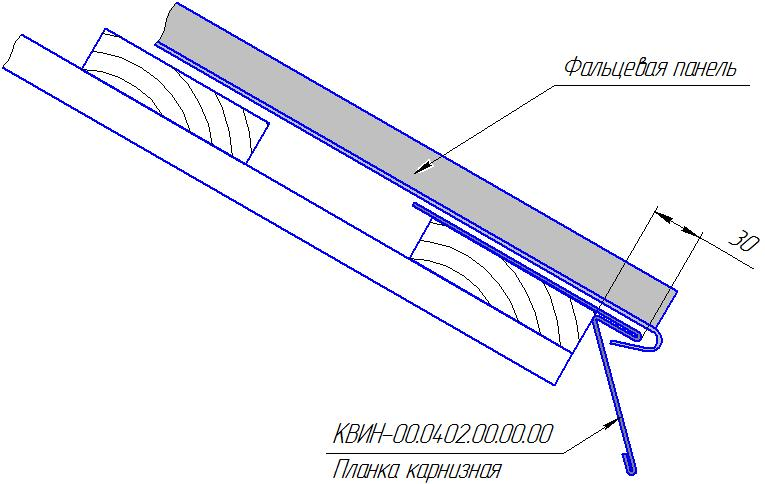 Фальцевая панель
30
КВИН-00.0402.00.00.00
Планка карнизная